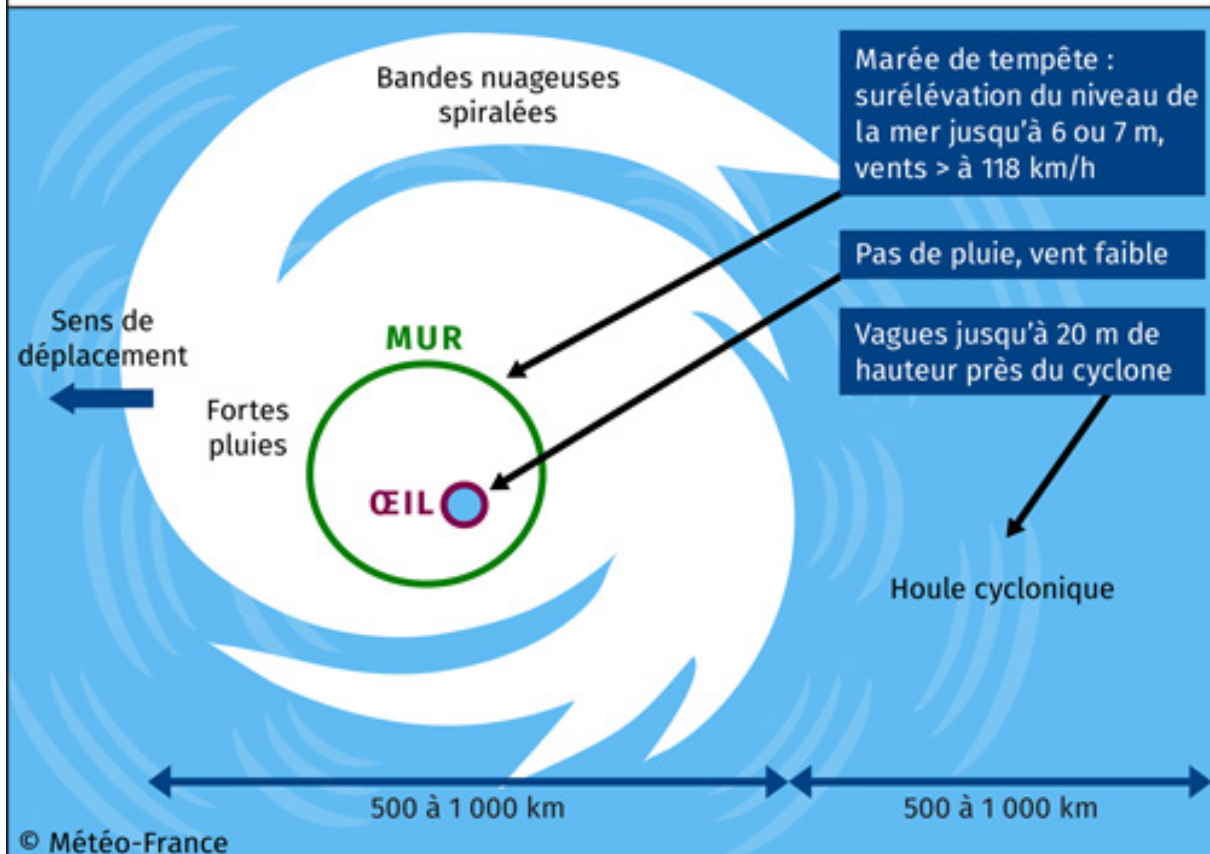 Bandes nuageuses
spiralées
Marée de tempête :
surélévation du niveau de
la mer jusqu'à 6 ou 7 m,
vents > à 118 km/h
Pas de pluie, vent faible
Vagues jusqu'à 20 m de
hauteur près du cyclone
Sens de
déplacement
MUR
Fortes
pluies
ŒIL
Houle cyclonique
500 à 1 000 km
500 à 1 000 km
© Météo-France